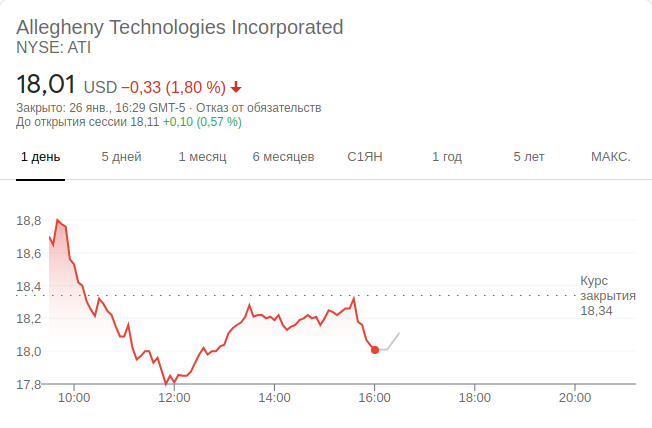 Allegheny Technologies Incorporated
NYSE: ATI
18,01 USD −0,33 (1,80 %)
Закрыто: 26 янв., 16:29 GMT-5 · Отказ от обязательств
До открытия сессии 18,11 +0,10 (0,57 %)
1 день 5 дней 1 месяц 6 месяцев С1ЯН 1 год 5 лет МАКС.
18,8
18,6
18,4
Курс
закрытия
18,34
18,2
18,0
17,8
10:00 12:00 14:00 16:00 18:00 20:00